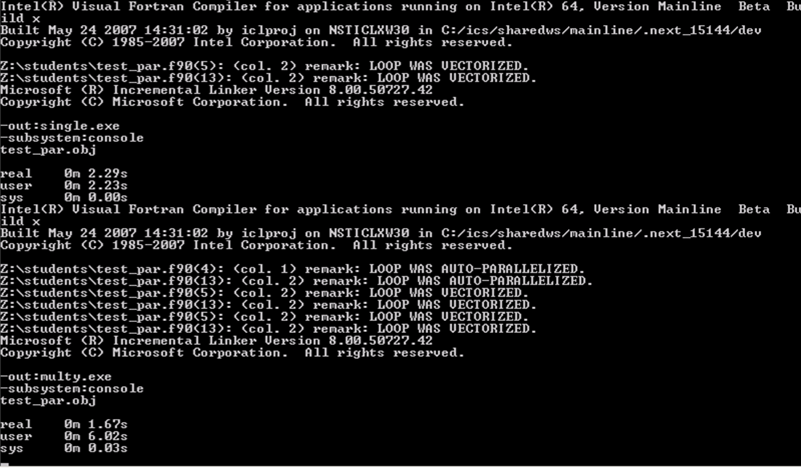 Intel(R) Visual Fortran Compiler for applications running on Intel(R) 64, Version Mainline  Beta  Bu
ild x
Built May 24 2007 14:31:02 by iclproj on NSTICLXW30 in C:/ics/sharedws/mainline/.next_15144/dev
Copyright (C) 1985-2007 Intel Corporation.  All rights reserved.
Z:\students\test_par.f90(5): (col. 2) remark: LOOP WAS VECTORIZED.
Z:\students\test_par.f90(13): (col. 2) remark: LOOP WAS VECTORIZED.
Microsoft (R) Incremental Linker Version 8.00.50727.42
Copyright (C) Microsoft Corporation.  All rights reserved.
-out:single.exe
-subsystem:console
test_par.obj
real    0m 2.29s
user    0m 2.23s
sys     0m 0.00s
Intel(R) Visual Fortran Compiler for applications running on Intel(R) 64, Version Mainline  Beta  Bu
ild x
Built May 24 2007 14:31:02 by iclproj on NSTICLXW30 in C:/ics/sharedws/mainline/.next_15144/dev
Copyright (C) 1985-2007 Intel Corporation.  All rights reserved.
Z:\students\test_par.f90(4): (col. 1) remark: LOOP WAS AUTO-PARALLELIZED.
Z:\students\test_par.f90(13): (col. 2) remark: LOOP WAS AUTO-PARALLELIZED.
Z:\students\test_par.f90(5): (col. 2) remark: LOOP WAS VECTORIZED.
Z:\students\test_par.f90(13): (col. 2) remark: LOOP WAS VECTORIZED.
Z:\students\test_par.f90(5): (col. 2) remark: LOOP WAS VECTORIZED.
Z:\students\test_par.f90(13): (col. 2) remark: LOOP WAS VECTORIZED.
Microsoft (R) Incremental Linker Version 8.00.50727.42
Copyright (C) Microsoft Corporation.  All rights reserved.
-out:multy.exe
-subsystem:console
test_par.obj
real    0m 1.67s
user    0m 6.02s
sys     0m 0.03s